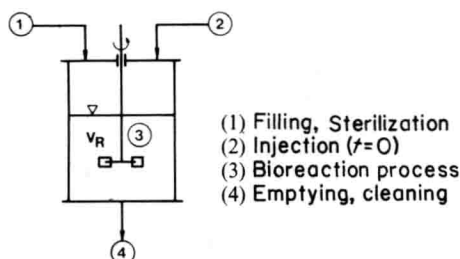 1
2
3
V_R
4
(1) Filling, Sterilization
(2) Injection (t=0)
(3) Bioreaction process
(4) Emptying, cleaning